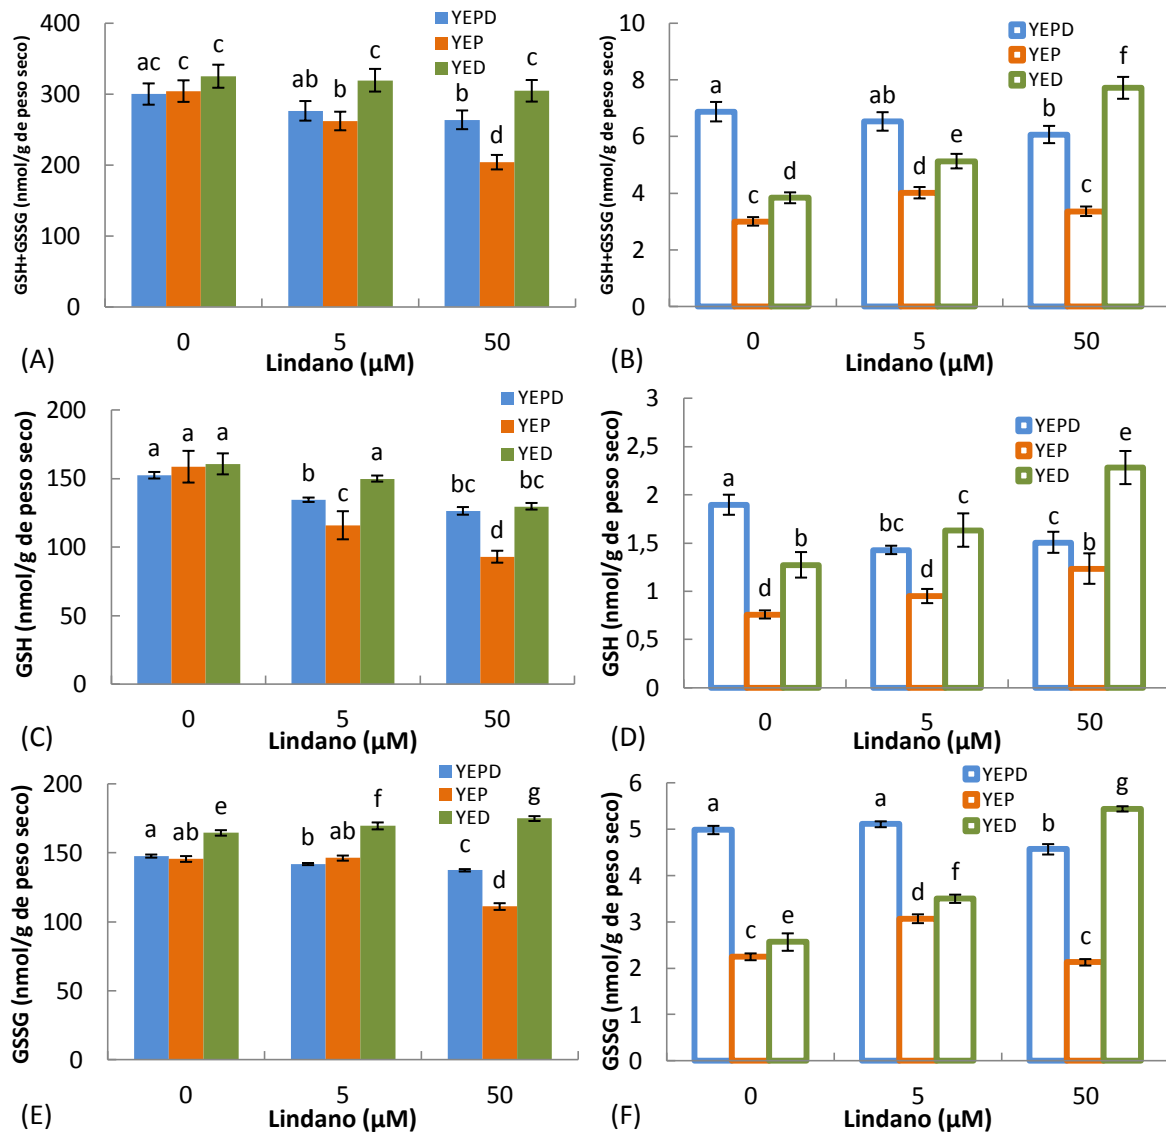 400
300
200
100
0
GSH+GSSG (nmol/g de peso seco)
YEPD
YEP
YED
ac c c
ab b c
b d c
0 5 50
(A) Lindano (µM)
10
8
6
4
2
0
GSH+GSSG (nmol/g de peso seco)
YEPD
YEP
YED
a c d
ab d e
b c f
0 5 50
(B) Lindano (µM)
200
150
100
50
0
GSH (nmol/g de peso seco)
YEPD
YEP
YED
a a a
b c a
bc d bc
0 5 50
(C) Lindano (µM)
3
2,5
2
1,5
1
0,5
0
GSH (nmol/g de peso seco)
YEPD
YEP
YED
a d b
bc d c
c b e
0 5 50
(D) Lindano (µM)
200
150
100
50
0
GSSG (nmol/g de peso seco)
YEPD
YEP
YED
a ab e
b ab f
c d g
0 5 50
(E) Lindano (µM)
6
5
4
3
2
1
0
GSSG (nmol/g de peso seco)
YEPD
YEP
YED
a c e
a d f
b c g
0 5 50
(F) Lindano (µM)